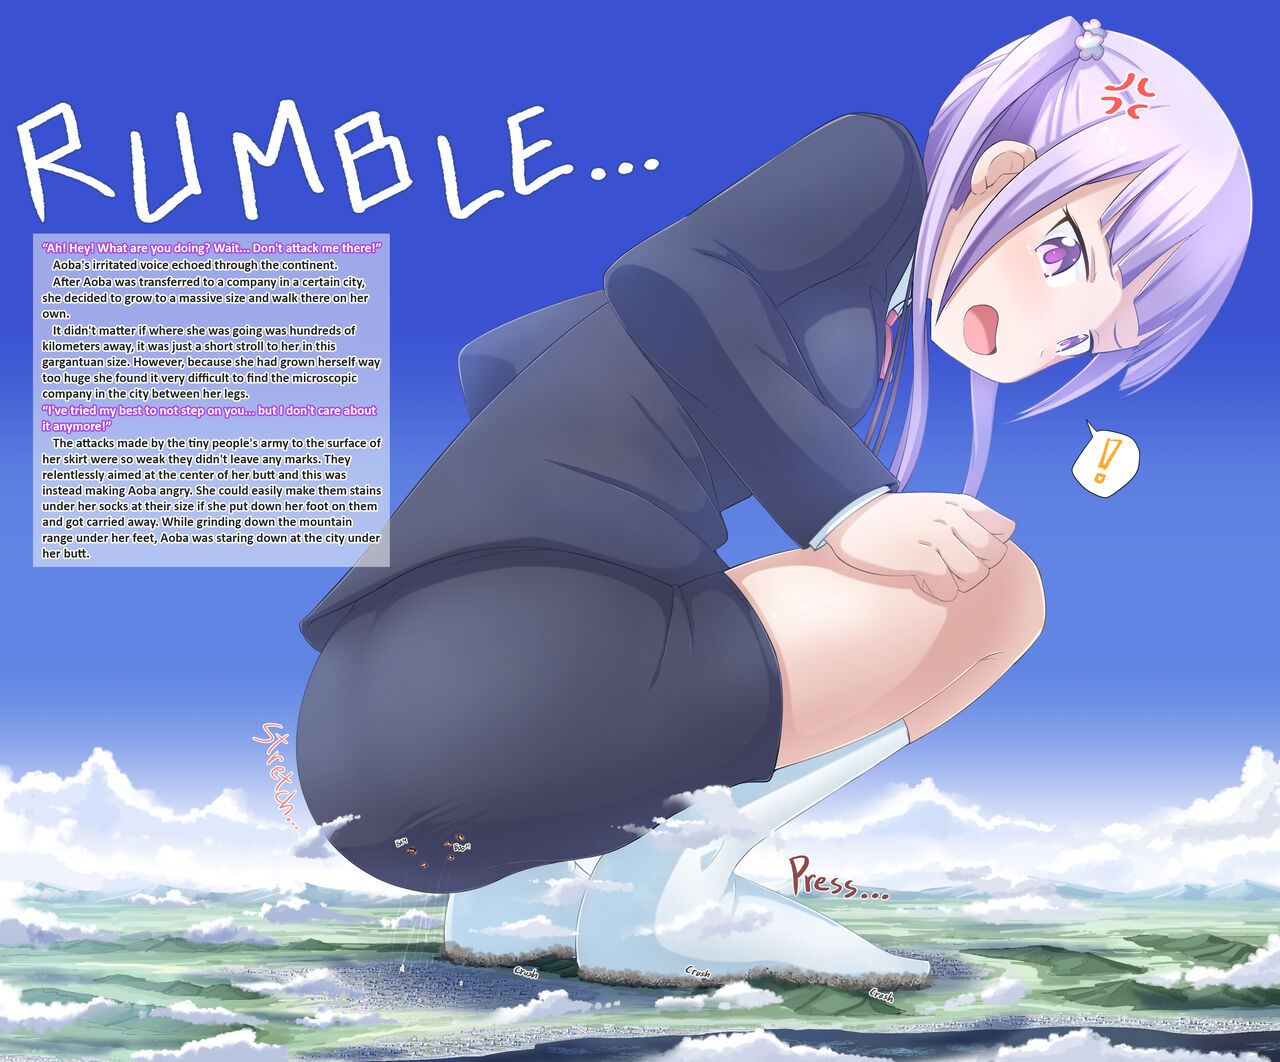 RUMBLE...
“Ah! Hey! What are you doing? Wait... Don't attack me there!”
Aoba's irritated voice echoed through the continent.
After Aoba was transferred to a company in a certain city,
she decided to grow to a massive size and walk there on her
own.
It didn't matter if where she was going was hundreds of
kilometers away, it was just a short stroll to her in this
gargantuan size. However, because she had grown herself way
too huge she found it very difficult to find the microscopic
company in the city between her legs.
“I've tried my best to not step on you... but I don't care about
it anymore!”
The attacks made by the tiny people's army to the surface of
her skirt were so weak they didn't leave any marks. They
relentlessly aimed at the center of her butt and this was
instead making Aoba angry. She could easily make them stains
under her socks at their size if she put down her foot on them
and got carried away. While grinding down the mountain
range under her feet, Aoba was staring down at the city under
her butt.
!
Stretch...
Press...
Crush
Crush
Crush